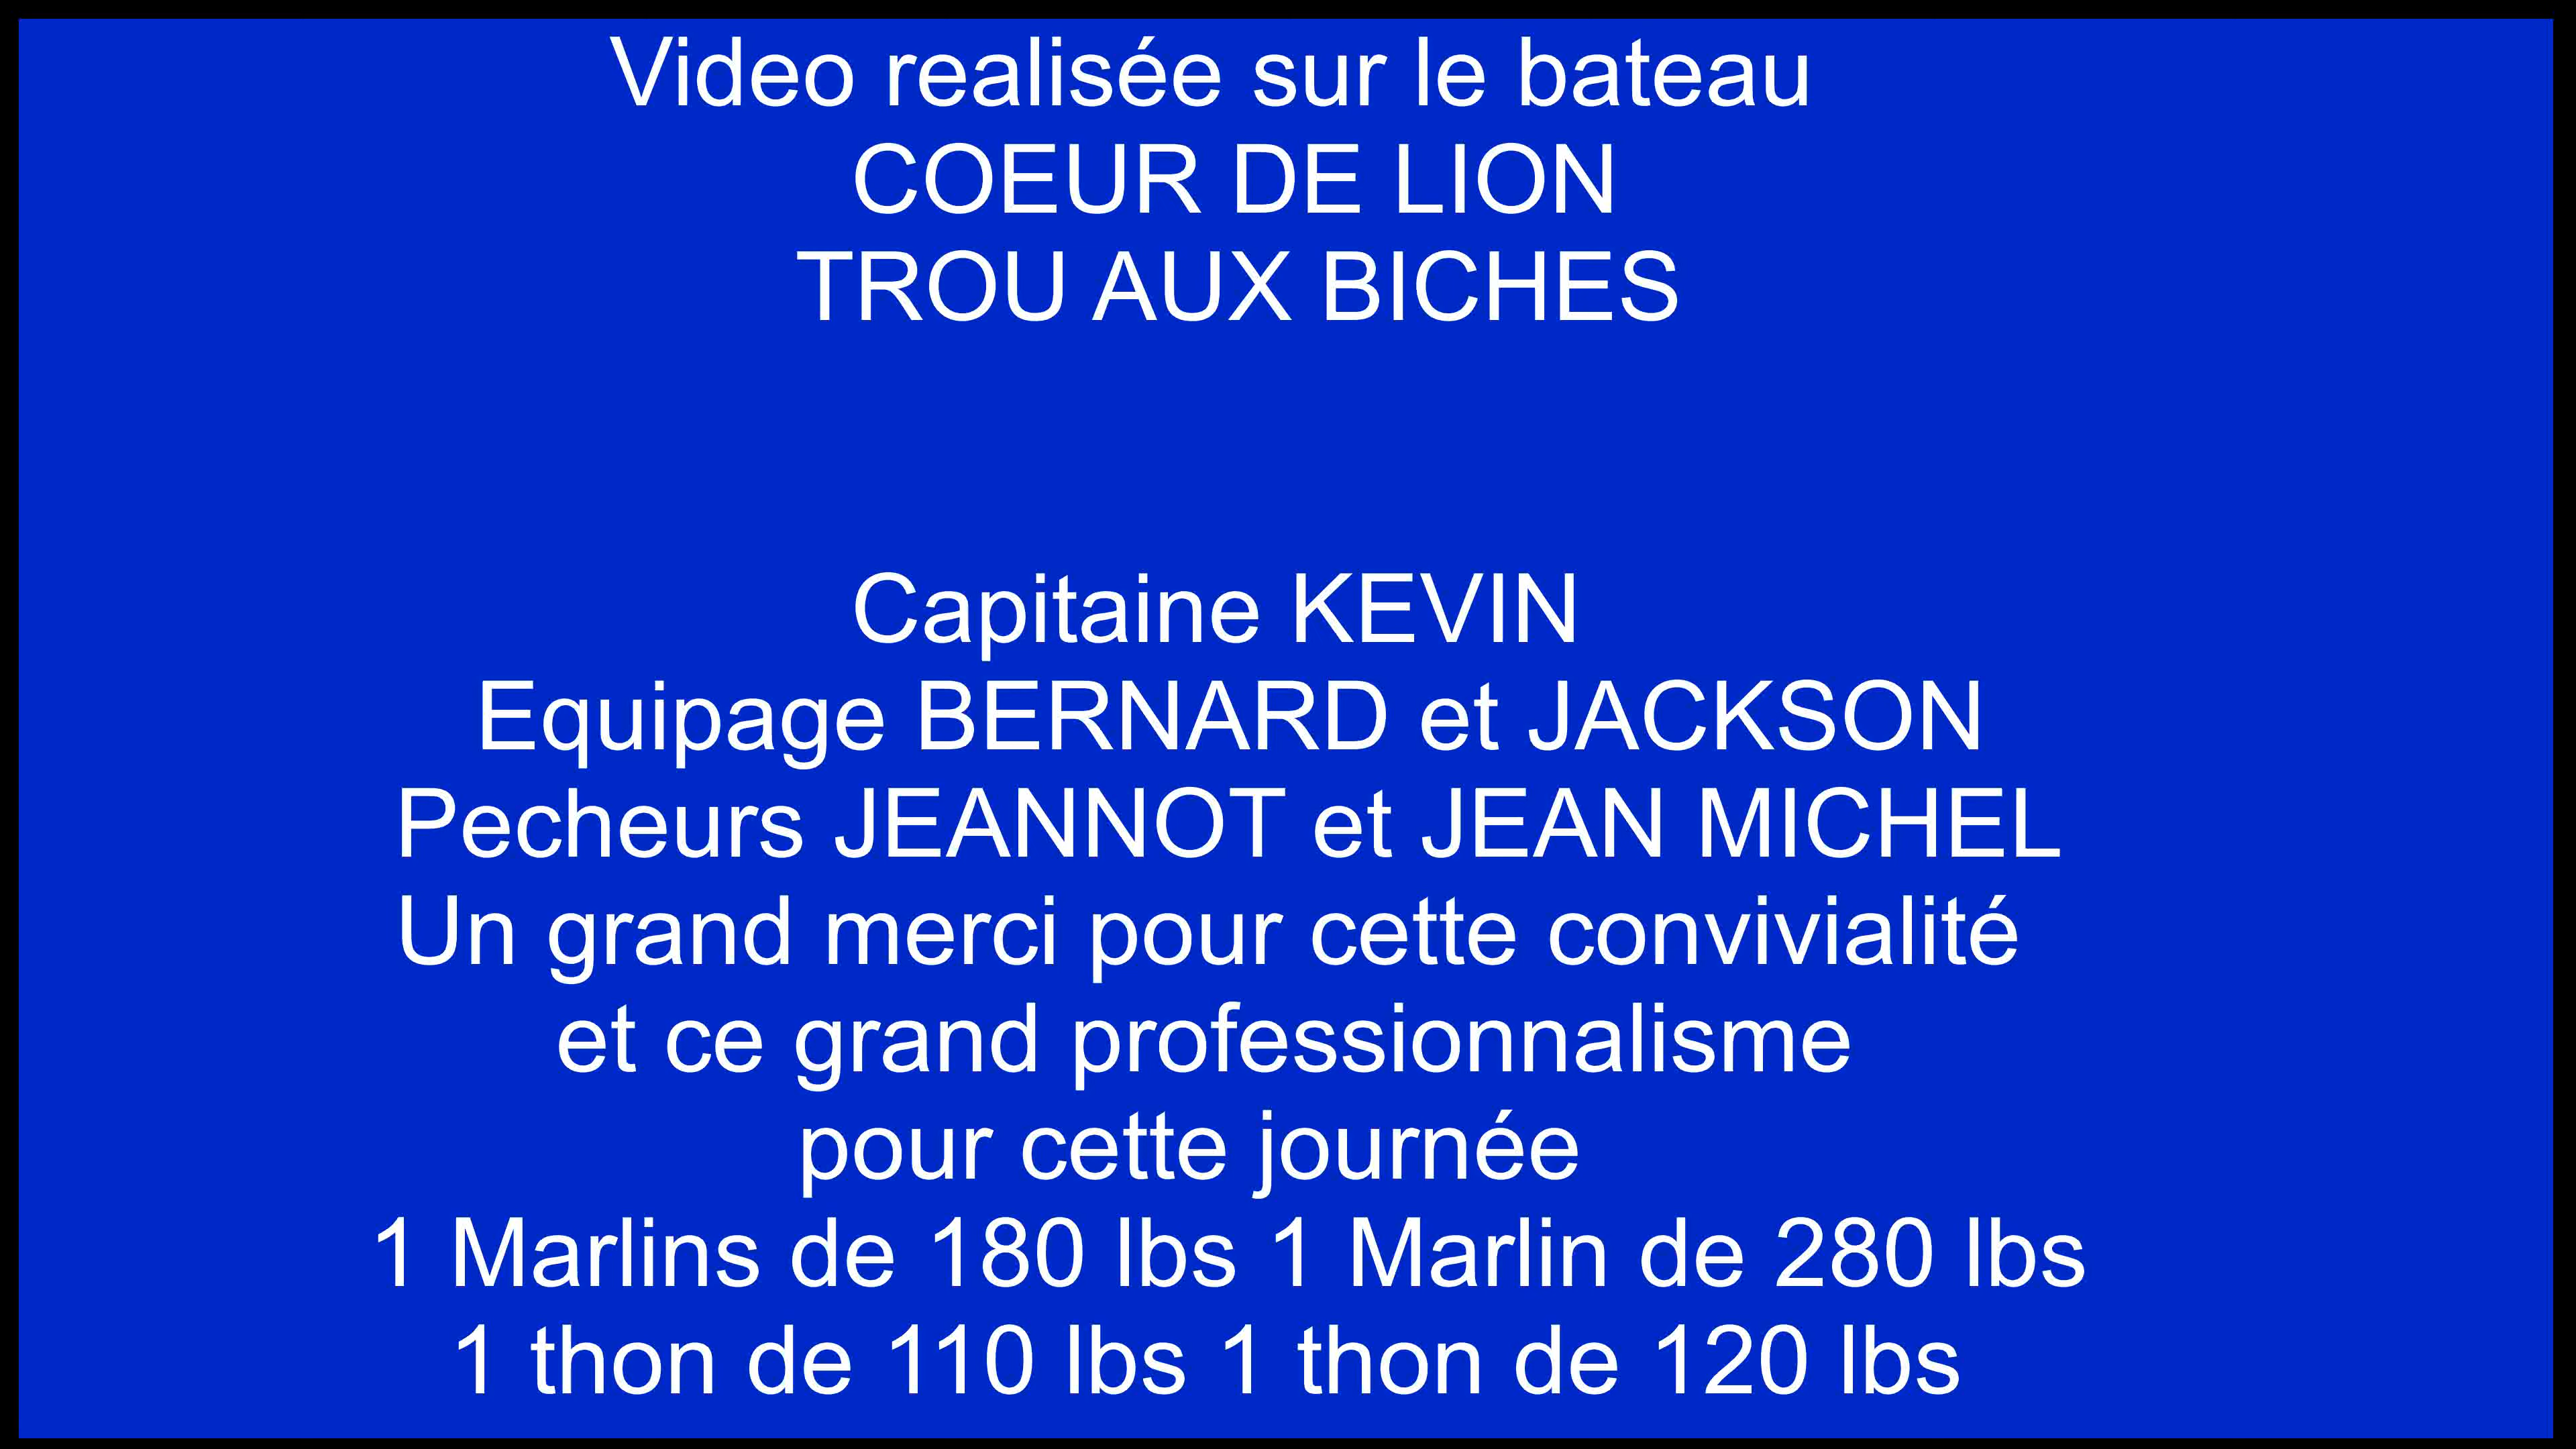 Video realisée sur le bateau
COEUR DE LION
TROU AUX BICHES
Capitaine KEVIN
Equipage BERNARD et JACKSON
Pecheurs JEANNOT et JEAN MICHEL
Un grand merci pour cette convivialité
et ce grand professionnalisme
pour cette journée
1 Marlins de 180 lbs 1 Marlin de 280 lbs
1 thon de 110 lbs 1 thon de 120 lbs